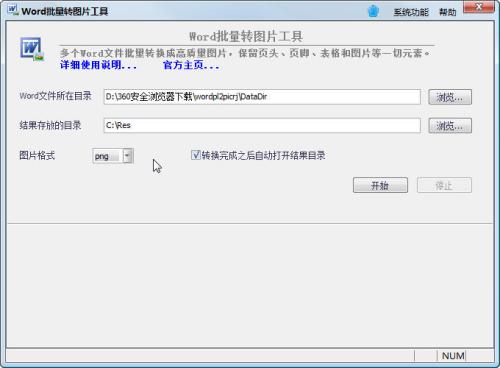 Word批量转图片工具
系统功能 帮助
Word批量转图片工具
多个Word文件批量转换成高质量图片，保留页头、页脚、表格和图片等一切元素。
详细使用说明... 官方主页...
Word文件所在目录 D:\360安全浏览器下载\wordpl2picrj\DataDir 浏览...
结果存放的目录 C:\Res 浏览...
图片格式 png 转换完成之后自动打开结果目录
开始 停止
NUM